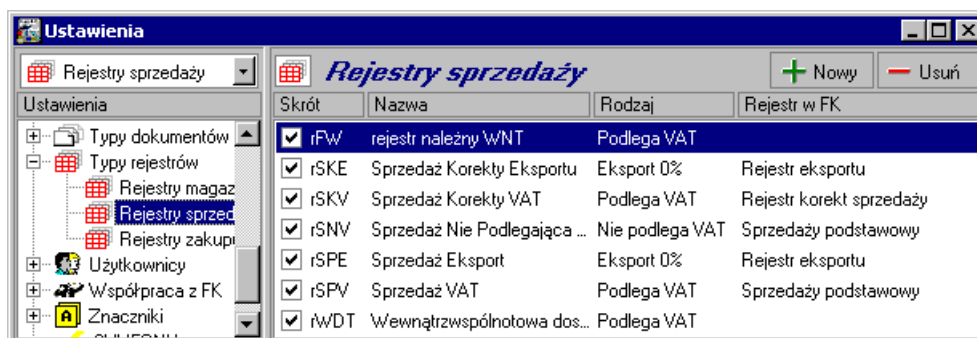 Ustawienia
Rejestry sprzedaży
Rejestry sprzedaży
Nowy
Usuń
Ustawienia
Skrót Nazwa Rodzaj Rejestr w FK
Typy dokumentów
Typy rejestrów
Rejestry magaz
Rejestry sprzed
Rejestry zakup
Użytkownicy
Współpraca z FK
Znaczniki
rFW rejestr należny WNT Podlega VAT
rSKE Sprzedaż Korekty Eksportu Eksport 0% Rejestr eksportu
rSKV Sprzedaż Korekty VAT Podlega VAT Rejestr korekt sprzedaży
rSNV Sprzedaż Nie Podlegająca ... Nie podlega VAT Sprzedaży podstawowy
rSPE Sprzedaż Eksport Eksport 0% Rejestr eksportu
rSPV Sprzedaż VAT Podlega VAT Sprzedaży podstawowy
rWDT Wewnątrzwspólnotowa dos... Podlega VAT